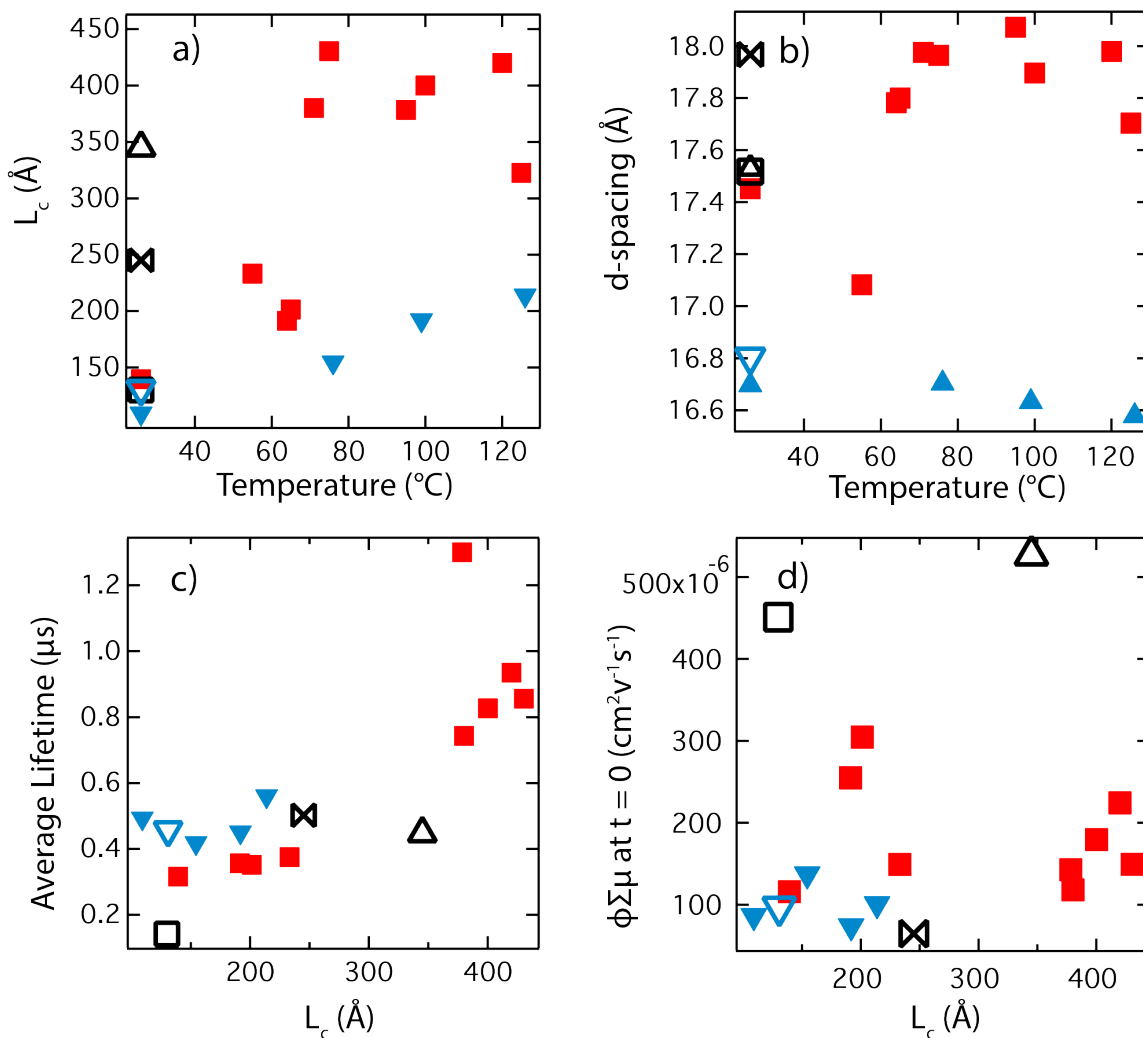 a)
450
400
350
300
250
200
150
L_c (Å)
40 60 80 100 120
Temperature (°C)
b)
18.0
17.8
17.6
17.4
17.2
17.0
16.8
16.6
d-spacing (Å)
40 60 80 100 120
Temperature (°C)
c)
1.2
1.0
0.8
0.6
0.4
0.2
Average Lifetime (µs)
200 300 400
L_c (Å)
d)
500x10^-6
400
300
200
100
ϕΣµ at t = 0 (cm²v⁻¹s⁻¹)
200 300 400
L_c (Å)